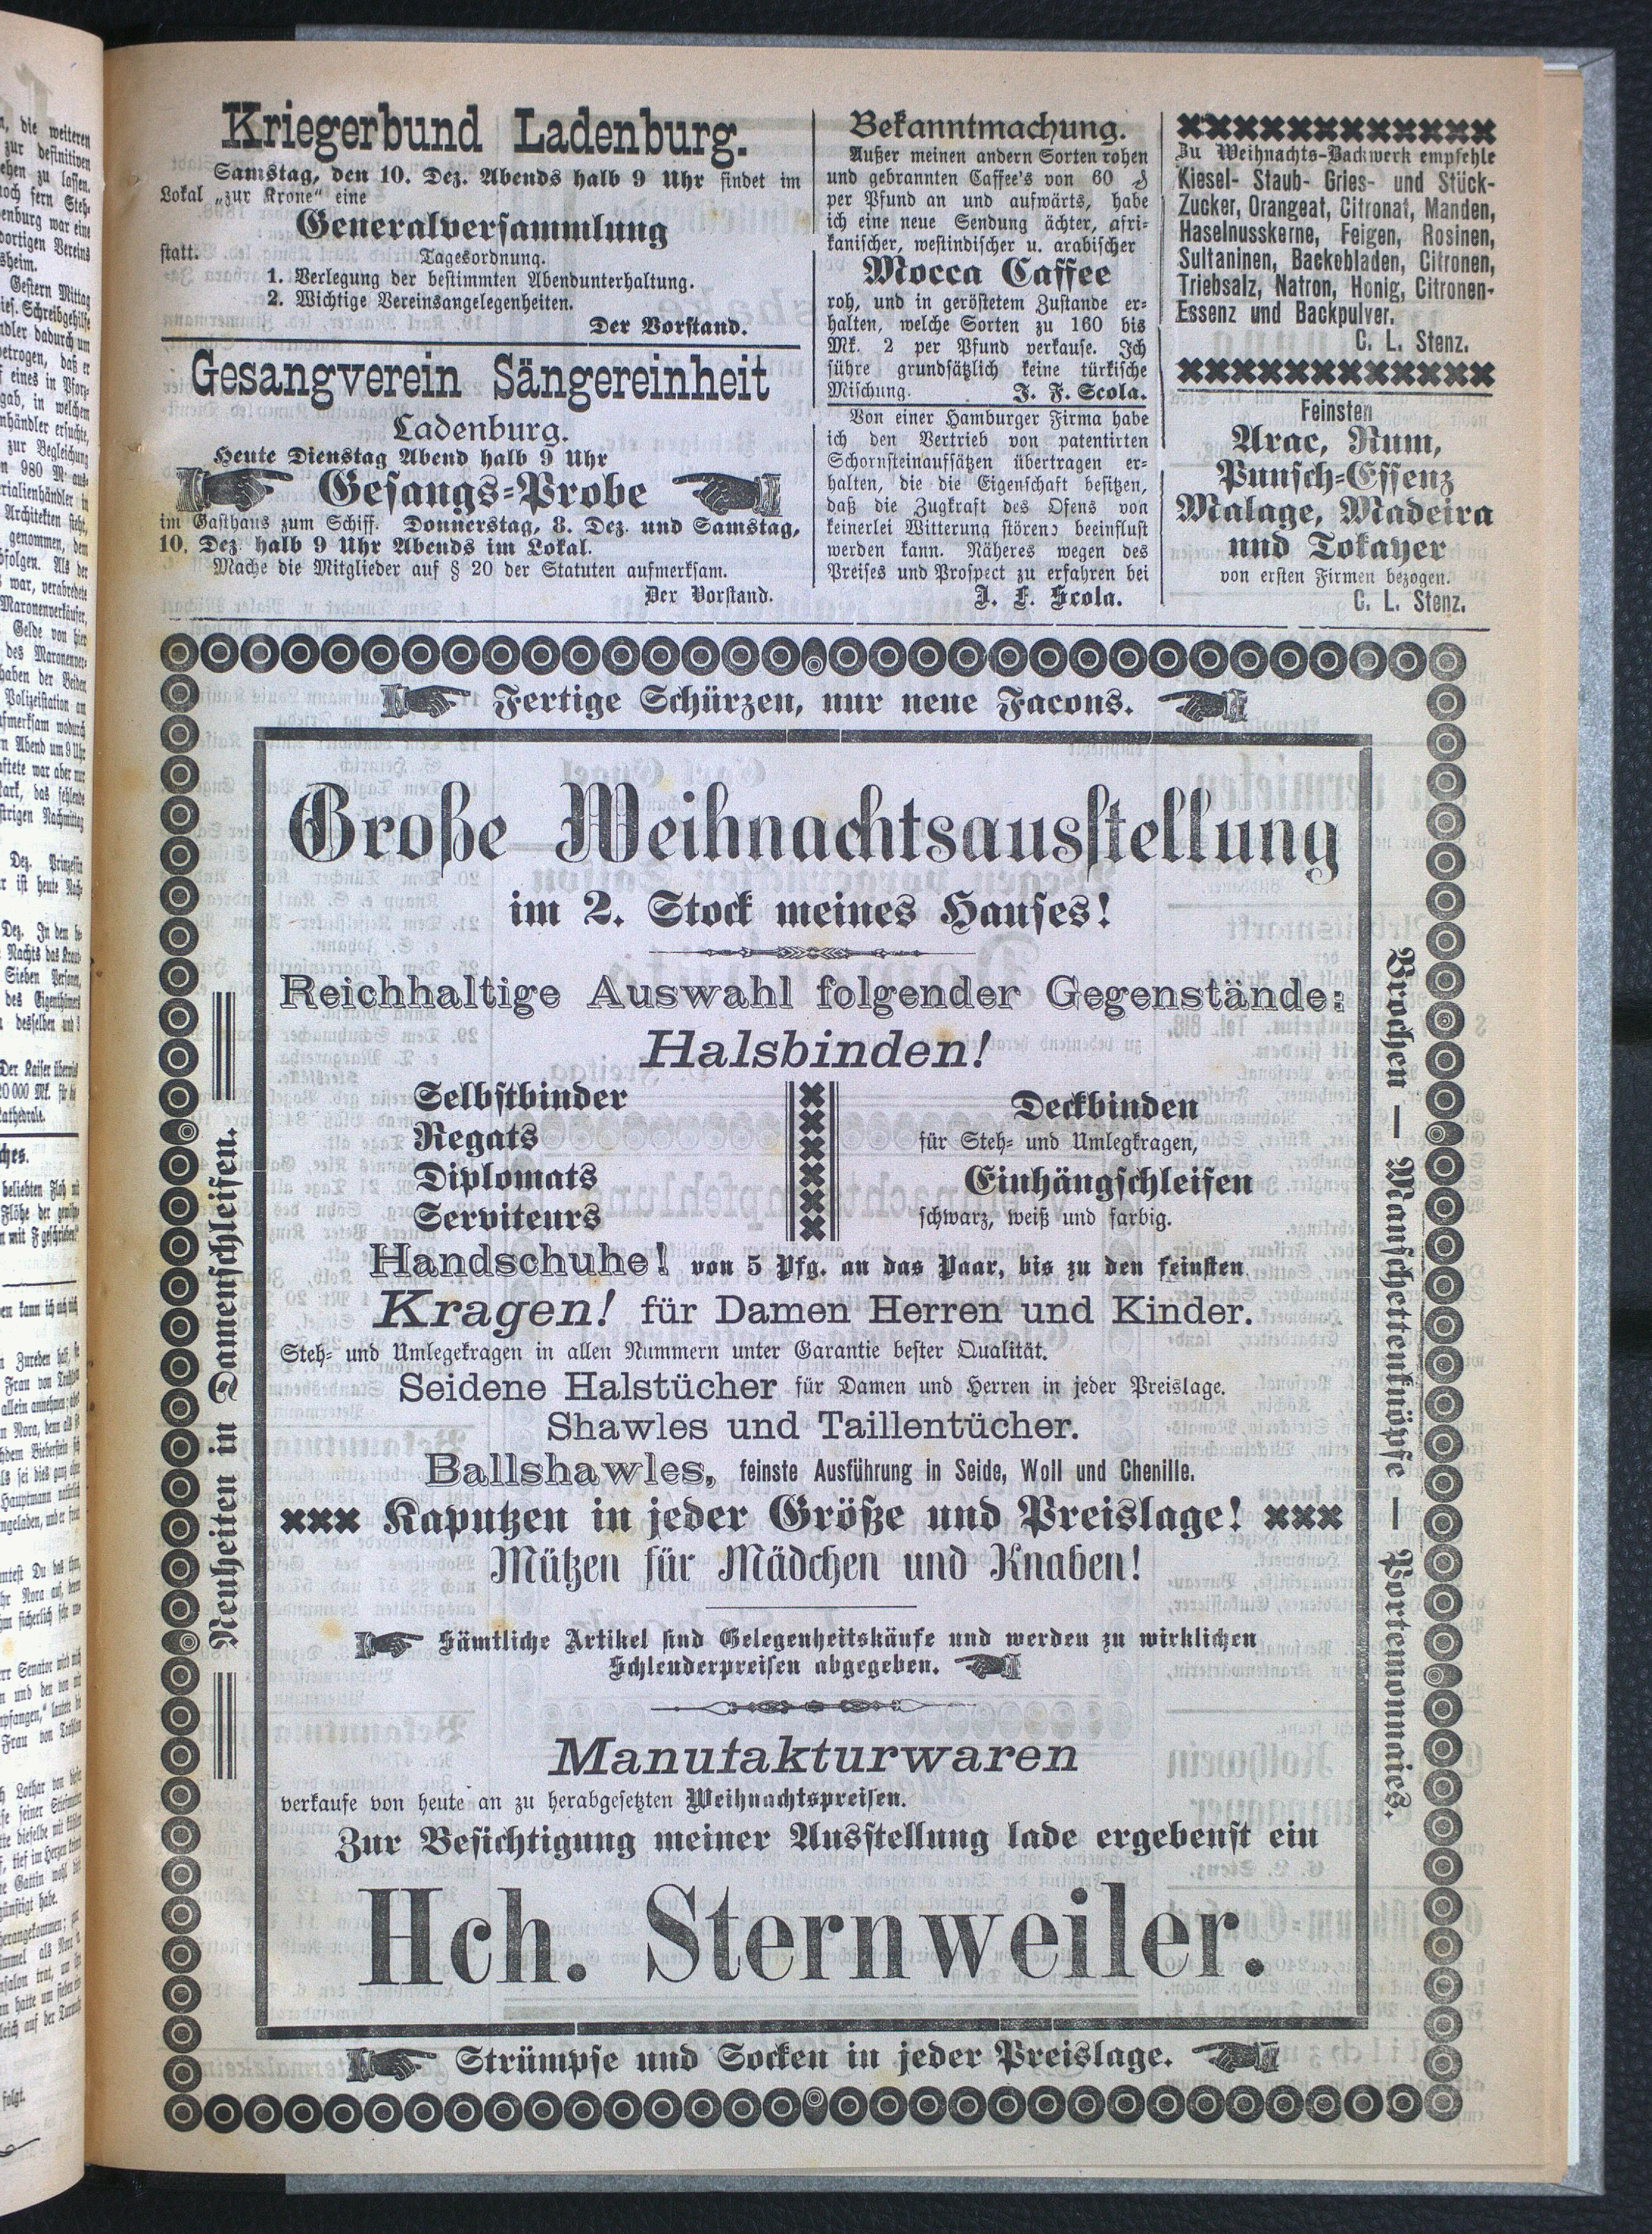 Kriegerbund Ladenburg.
Samstag, den 10. Dez. Abends halb 9 Uhr findet im
Lokal „zur Krone“ eine
Generalversammlung
statt.
Tagesordnung.
1. Verlegung der bestimmten Abendunterhaltung.
2. Wichtige Vereinsangelegenheiten.
Der Vorstand.
Gesangverein Sängereinheit
Ladenburg.
Heute Dienstag Abend halb 9 Uhr
Gesangs-Probe
im Gasthaus zum Schiff. Donnerstag, 8. Dez. und Samstag,
10. Dez. halb 9 Uhr Abends im Lokal.
Mache die Mitglieder auf § 20 der Statuten aufmerksam.
Der Vorstand.
Bekanntmachung.
Außer meinen andern Sorten rohen
und gebrannten Caffee's von 60 ₰
per Pfund an und aufwärts, habe
ich eine neue Sendung ächter, afri-
kanischer, westindischer u. arabischer
Mocca Caffee
roh, und in geröstetem Zustande er-
halten, welche Sorten zu 160 bis
Mk. 2 per Pfund verkaufe. Ich
führe grundsätzlich keine türkische
Mischung. J. F. Scola.
Von einer Hamburger Firma habe
ich den Vertrieb von patentirten
Schornsteinaufsätzen übertragen er-
halten, die die Eigenschaft besitzen,
daß die Zugkraft des Ofens von
keinerlei Witterung störend beeinflust
werden kann. Näheres wegen des
Preises und Prospect zu erfahren bei
J. F. Scola.
Zu Weihnachts-Backwerk empfehle
Kiesel- Staub- Gries- und Stück-
Zucker, Orangeat, Citronat, Manden,
Haselnusskerne, Feigen, Rosinen,
Sultaninen, Backobladen, Citronen,
Triebsalz, Natron, Honig, Citronen-
Essenz und Backpulver.
C. L. Stenz.
Feinsten
Arac, Rum,
Punsch-Essenz
Malage, Madeira
und Tokayer
von ersten Firmen bezogen.
C. L. Stenz.
Fertige Schürzen, nur neue Facons.
Neuheiten in Damenschleifen.
Große Weihnachtsausstellung
im 2. Stock meines Hauses!
Reichhaltige Auswahl folgender Gegenstände:
Halsbinden!
Selbstbinder
Regats
Diplomats
Serviteurs
Deckbinden
für Steh- und Umlegkragen,
Einhängschleifen
schwarz, weiß und farbig.
Handschuhe! von 5 Pfg. an das Paar, bis zu den feinsten
Kragen! für Damen Herren und Kinder.
Steh- und Umlegekragen in allen Nummern unter Garantie bester Qualität.
Seidene Halstücher für Damen und Herren in jeder Preislage.
Shawles und Taillentücher.
Ballshawles, feinste Ausführung in Seide, Woll und Chenille.
××× Kaputzen in jeder Größe und Preislage! ×××
Mützen für Mädchen und Knaben!
Sämtliche Artikel sind Gelegenheitskäufe und werden zu wirklichen
Schleuderpreisen abgegeben.
Manufakturwaren
verkaufe von heute an zu herabgesetzten Weihnachtspreisen.
Zur Besichtigung meiner Ausstellung lade ergebenst ein
Hch. Sternweiler.
Brochen — Manschettenknöpfe — Portemonnaies.
Strümpfe und Socken in jeder Preislage.